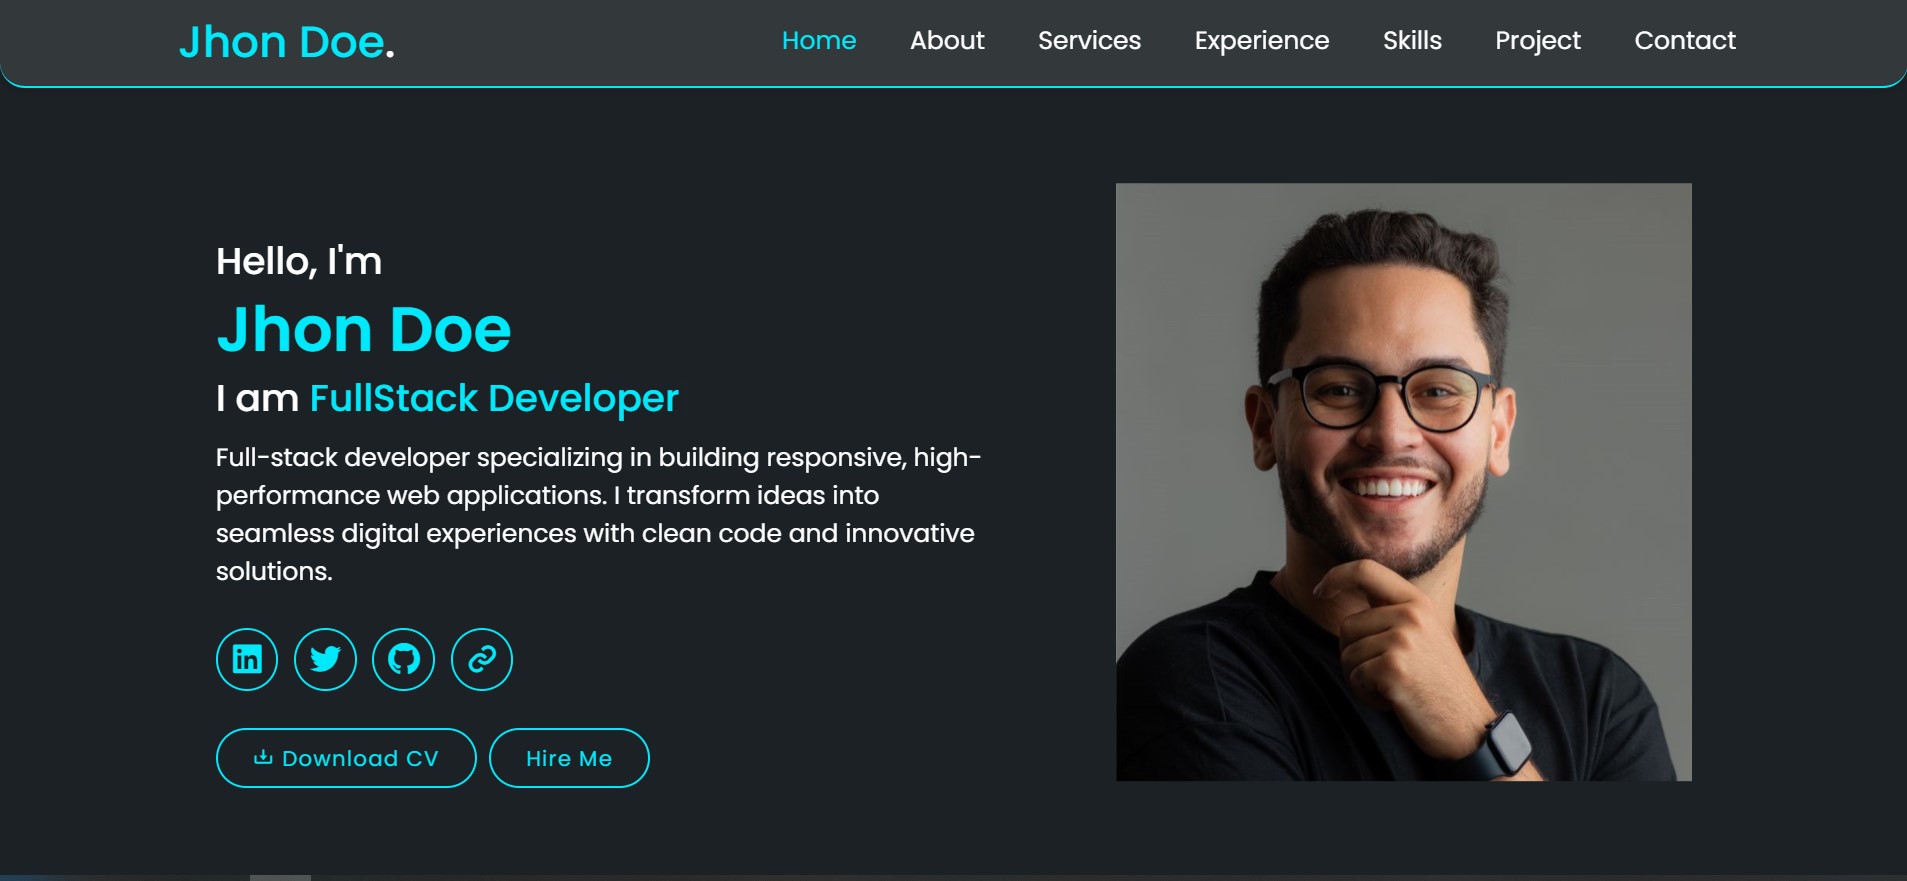 Jhon Doe.
Home About Services Experience Skills Project Contact
Hello, I'm
Jhon Doe
I am FullStack Developer
Full-stack developer specializing in building responsive, high-
performance web applications. I transform ideas into
seamless digital experiences with clean code and innovative
solutions.
in
Download CV
Hire Me